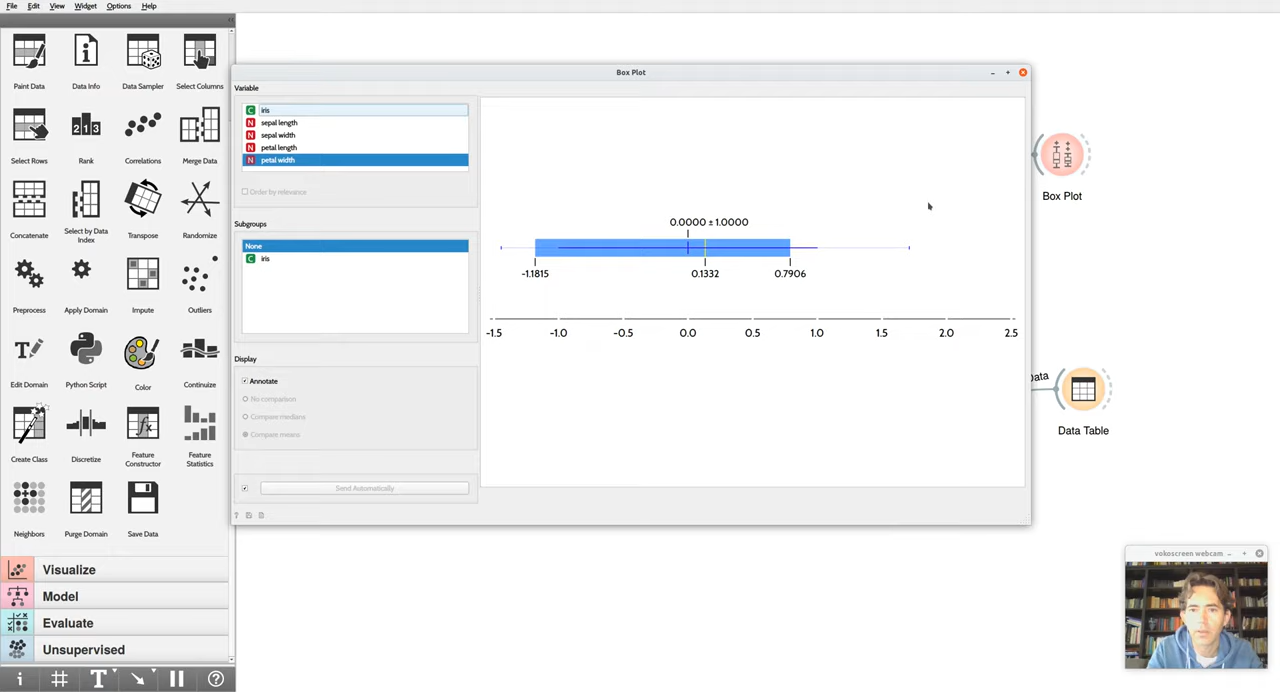 File Edit View Widget Options Help
Box Plot
Paint Data Data Info Data Sampler Select Columns
Select Rows Rank Correlations Merge Data
Concatenate Select by Data Index Transpose Randomize
Preprocess Apply Domain Impute Outliers
Edit Domain Python Script Color Continuize
Create Class Discretize Feature Constructor Feature Statistics
Neighbors Purge Domain Save Data
Visualize
Model
Evaluate
Unsupervised
Variable
C iris
N sepal length
N sepal width
N petal length
N petal width
Order by relevance
Subgroups
None
C iris
Display
Annotate
No comparison
Compare medians
Compare means
Send Automatically
0.0000 ± 1.0000
-1.1815 0.1332 0.7906
-1.5 -1.0 -0.5 0.0 0.5 1.0 1.5 2.0 2.5
Box Plot
Data
Data Table
vokoscreen webcam